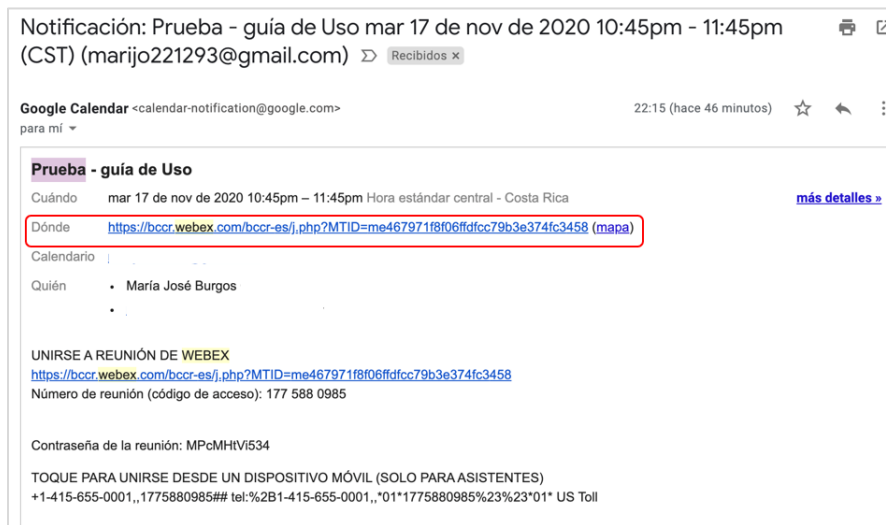 Notificación: Prueba - guía de Uso mar 17 de nov de 2020 10:45pm - 11:45pm
(CST) (marijo221293@gmail.com) Recibidos ×
Google Calendar <calendar-notification@google.com> 22:15 (hace 46 minutos)
para mí
Prueba - guía de Uso
Cuándo mar 17 de nov de 2020 10:45pm – 11:45pm Hora estándar central - Costa Rica más detalles »
Dónde https://bccr.webex.com/bccr-es/j.php?MTID=me467971f8f06ffdfcc79b3e374fc3458 (mapa)
Calendario
Quién • María José Burgos
•
UNIRSE A REUNIÓN DE WEBEX
https://bccr.webex.com/bccr-es/j.php?MTID=me467971f8f06ffdfcc79b3e374fc3458
Número de reunión (código de acceso): 177 588 0985
Contraseña de la reunión: MPcMHtVi534
TOQUE PARA UNIRSE DESDE UN DISPOSITIVO MÓVIL (SOLO PARA ASISTENTES)
+1-415-655-0001,,1775880985## tel:%2B1-415-655-0001,,*01*1775880985%23%23*01* US Toll